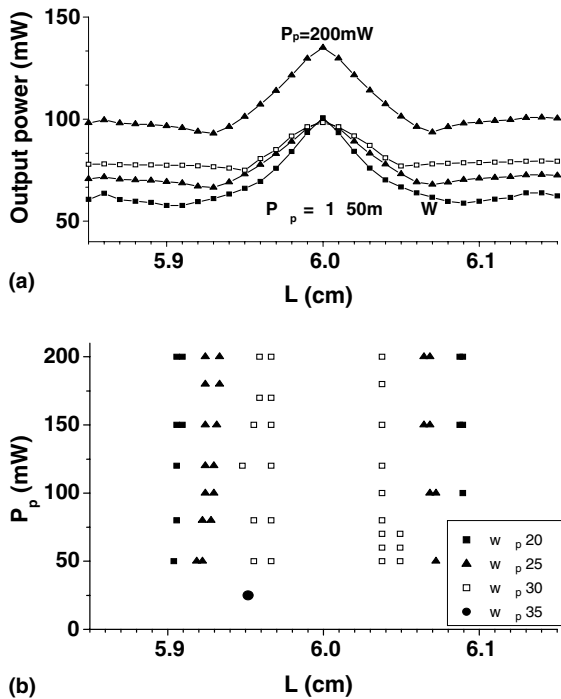 150
Pp=200mW
100
Output power (mW)
50
P p = 1 50m W
5.9 6.0 6.1
(a)
L (cm)
200
150
Pp (mW)
100
w p 20
w p 25
50
w p 30
w p 35
0
5.9 6.0 6.1
(b)
L (cm)